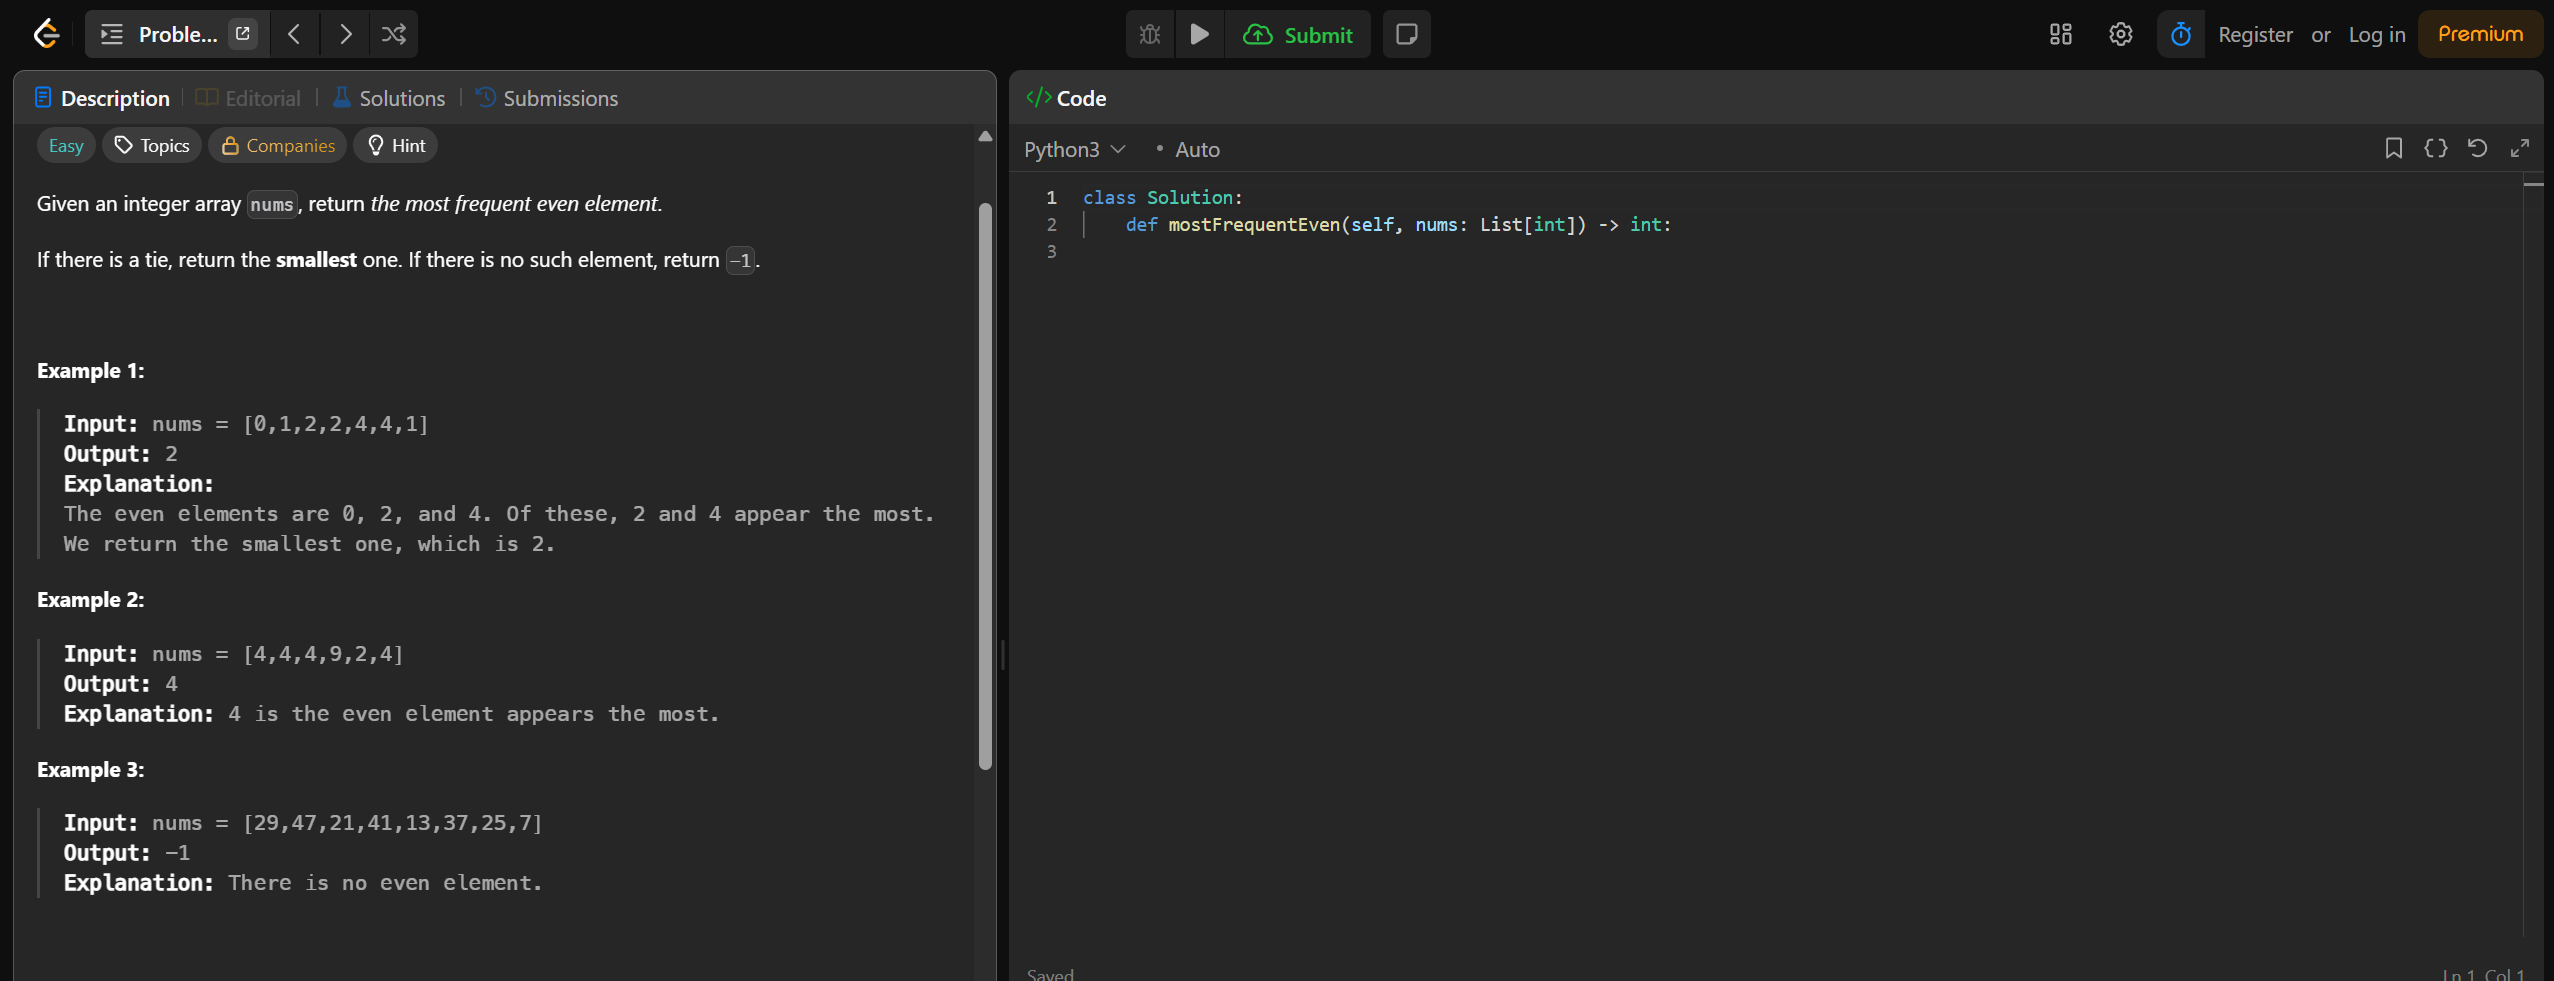 Proble...
Submit
Register or Log in
Premium
Description
Editorial
Solutions
Submissions
Easy
Topics
Companies
Hint
Given an integer array nums, return the most frequent even element.
If there is a tie, return the smallest one. If there is no such element, return -1.
Example 1:
Input: nums = [0,1,2,2,4,4,1]
Output: 2
Explanation:
The even elements are 0, 2, and 4. Of these, 2 and 4 appear the most.
We return the smallest one, which is 2.
Example 2:
Input: nums = [4,4,4,9,2,4]
Output: 4
Explanation: 4 is the even element appears the most.
Example 3:
Input: nums = [29,47,21,41,13,37,25,7]
Output: -1
Explanation: There is no even element.
</> Code
Python3
• Auto
1 class Solution:
2     def mostFrequentEven(self, nums: List[int]) -> int:
3
Saved
Ln 1, Col 1